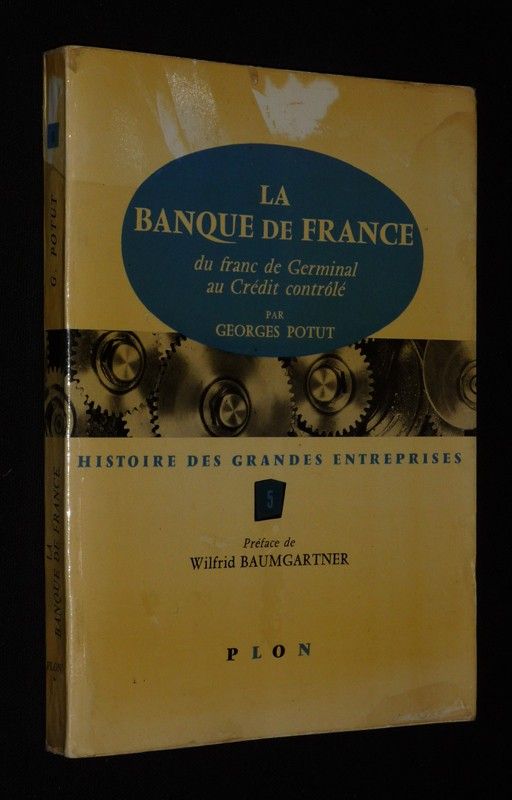 LA
BANQUE DE FRANCE
du franc de Germinal
au Crédit contrôlé
PAR
GEORGES POTUT
HISTOIRE DES GRANDES ENTREPRISES
5
Préface de
Wilfrid BAUMGARTNER
PLON
G. POTUT
LA
BANQUE DE FRANCE
PLON